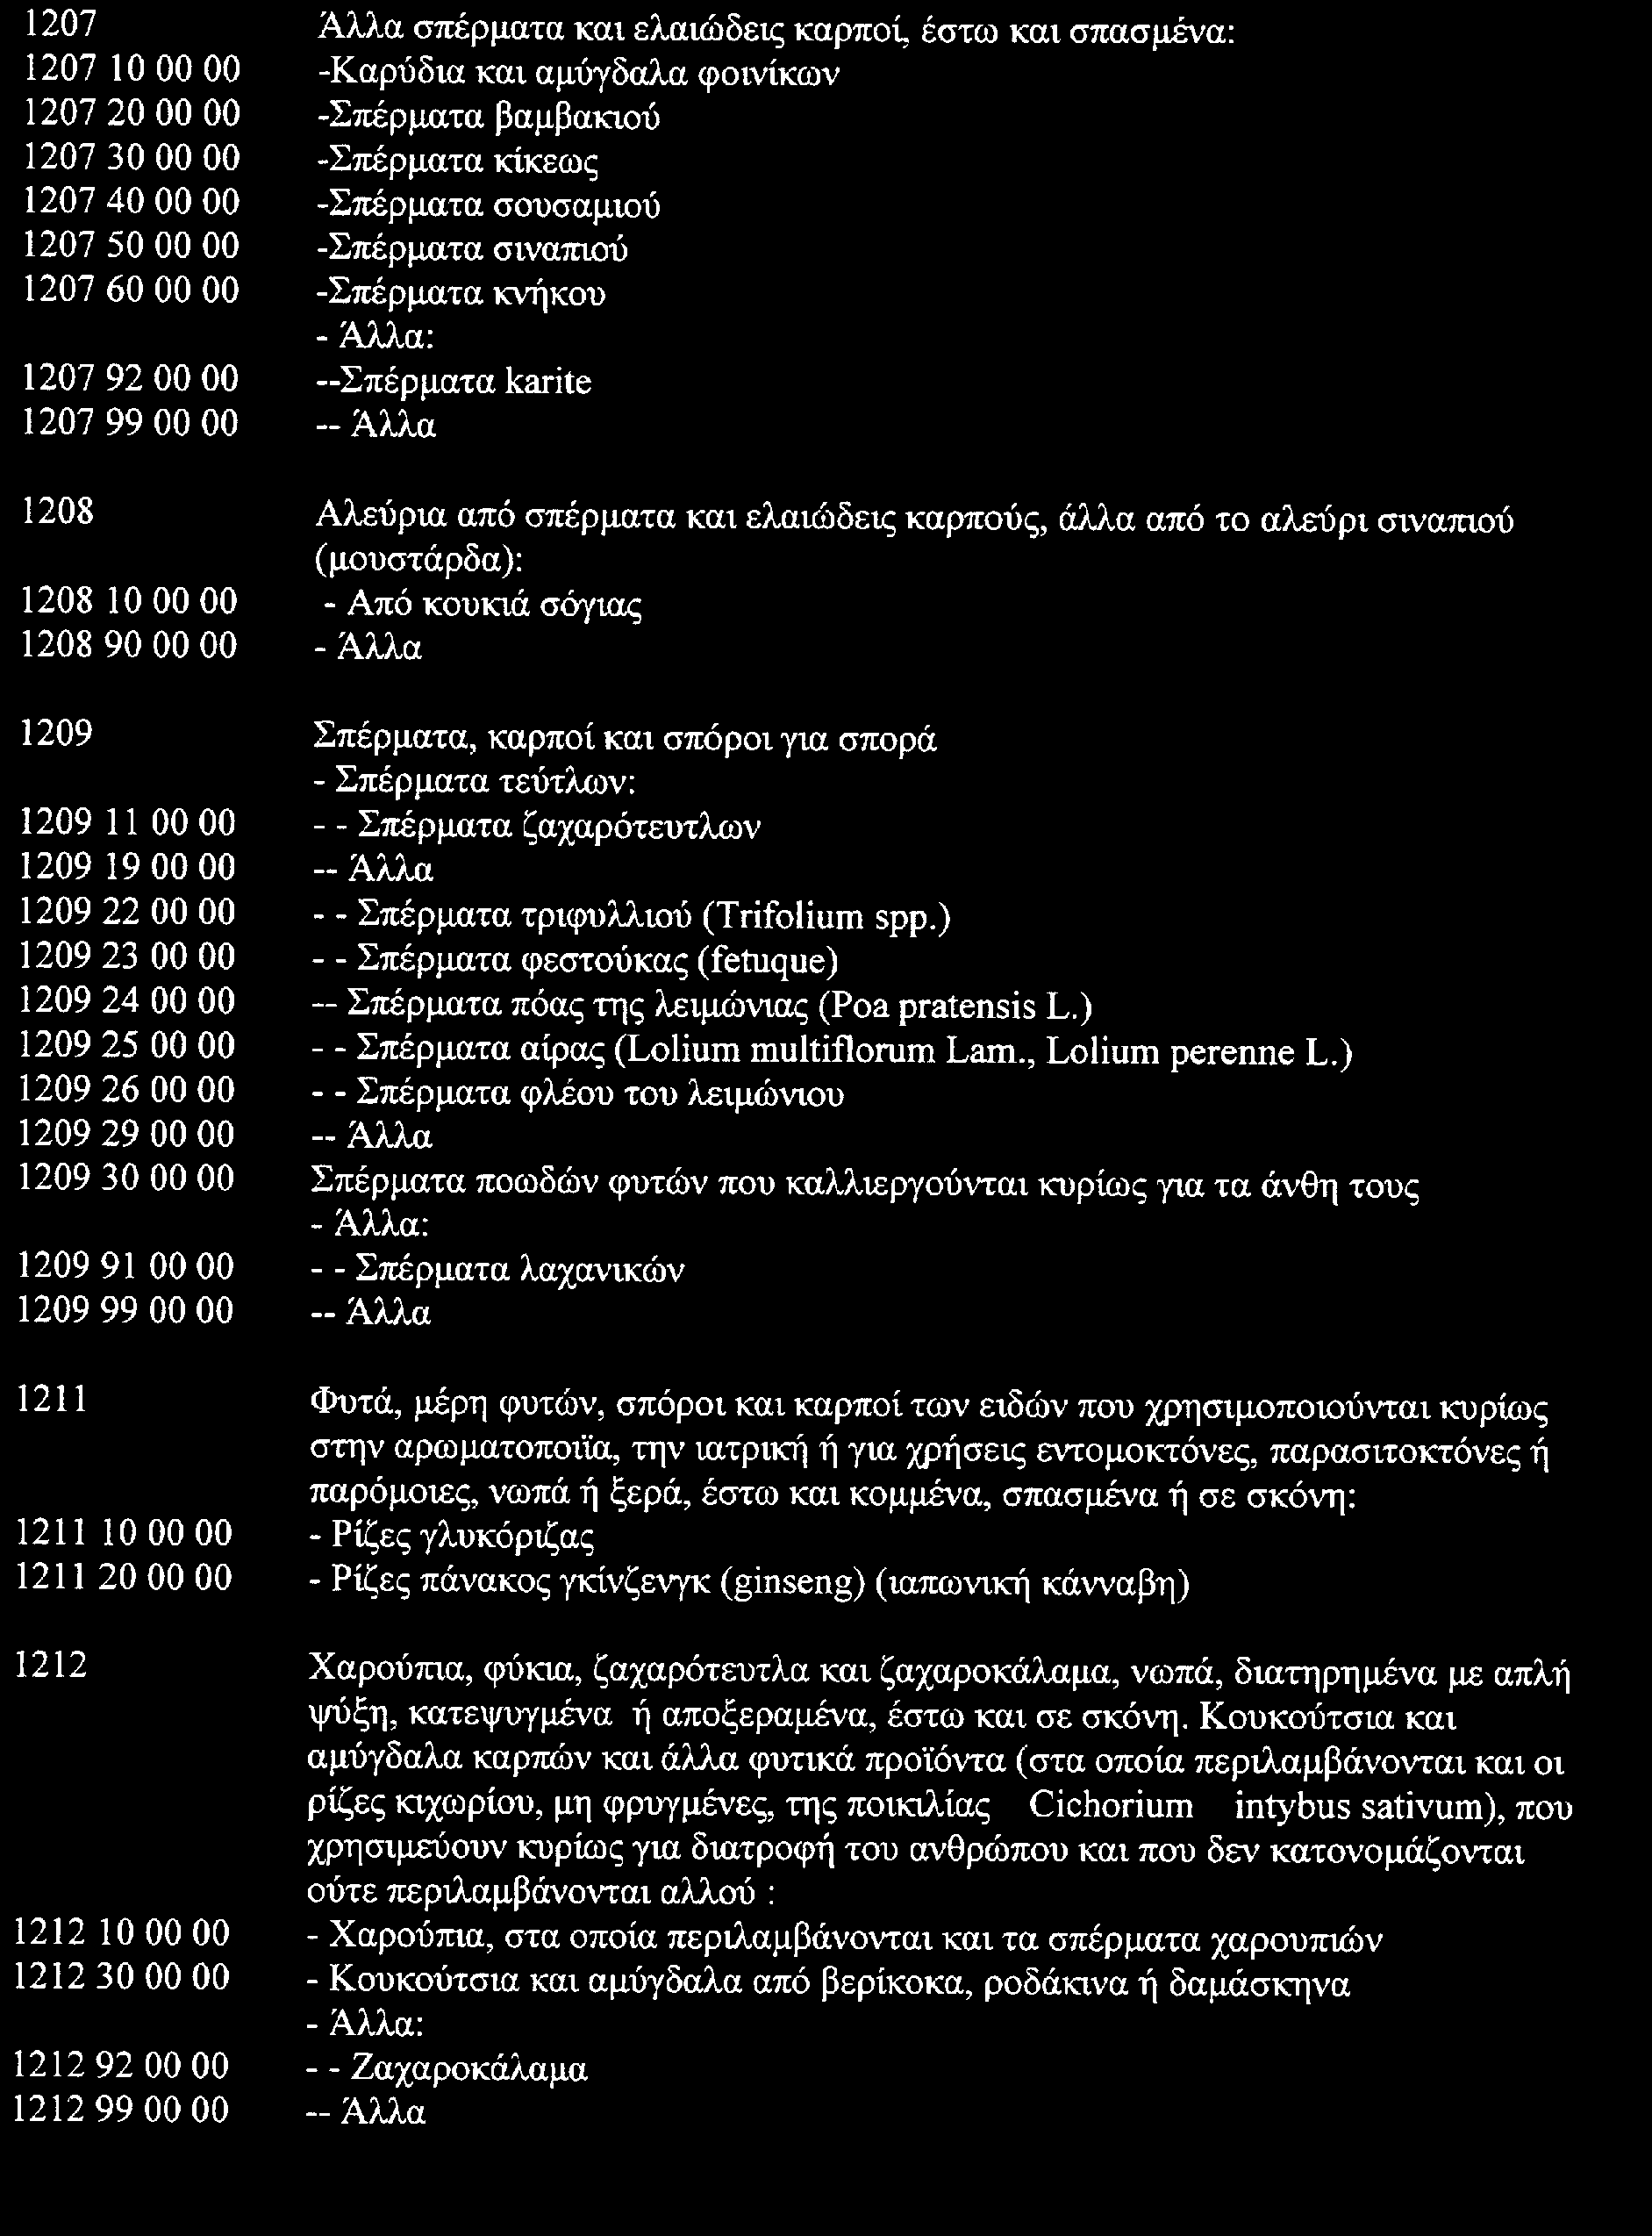 1207 Άλλα σπέρματα και ελαιώδεις καρποί, έστω και σπασμένα:
1207 10 00 00 -Καρύδια και αμύγδαλα φοινίκων
1207 20 00 00 -Σπέρματα βαμβακιού
1207 30 00 00 -Σπέρματα κίκεως
1207 40 00 00 -Σπέρματα σουσαμιού
1207 50 00 00 -Σπέρματα σιναπιού
1207 60 00 00 -Σπέρματα κνήκου
- Άλλα:
1207 92 00 00 --Σπέρματα karite
1207 99 00 00 -- Άλλα
1208 Αλεύρια από σπέρματα και ελαιώδεις καρπούς, άλλα από το αλεύρι σιναπιού
(μουστάρδα):
1208 10 00 00 - Από κουκιά σόγιας
1208 90 00 00 - Άλλα
1209 Σπέρματα, καρποί και σπόροι για σπορά
- Σπέρματα τεύτλων:
1209 11 00 00 - - Σπέρματα ζαχαρότευτλων
1209 19 00 00 -- Άλλα
1209 22 00 00 - - Σπέρματα τριφυλλιού (Trifolium spp.)
1209 23 00 00 - - Σπέρματα φεστούκας (fetuque)
1209 24 00 00 -- Σπέρματα πόας της λειμώνιας (Poa pratensis L.)
1209 25 00 00 - - Σπέρματα αίρας (Lolium multiflorum Lam., Lolium perenne L.)
1209 26 00 00 - - Σπέρματα φλέου του λειμώνιου
1209 29 00 00 -- Άλλα
1209 30 00 00 Σπέρματα ποωδών φυτών που καλλιεργούνται κυρίως για τα άνθη τους
- Άλλα:
1209 91 00 00 - - Σπέρματα λαχανικών
1209 99 00 00 -- Άλλα
1211 Φυτά, μέρη φυτών, σπόροι και καρποί των ειδών που χρησιμοποιούνται κυρίως
στην αρωματοποιΐα, την ιατρική ή για χρήσεις εντομοκτόνες, παρασιτοκτόνες ή
παρόμοιες, νωπά ή ξερά, έστω και κομμένα, σπασμένα ή σε σκόνη:
1211 10 00 00 - Ρίζες γλυκόριζας
1211 20 00 00 - Ρίζες πάνακος γκίνζενγκ (ginseng) (ιαπωνική κάνναβη)
1212 Χαρούπια, φύκια, ζαχαρότευτλα και ζαχαροκάλαμα, νωπά, διατηρημένα με απλή
ψύξη, κατεψυγμένα ή αποξεραμένα, έστω και σε σκόνη. Κουκούτσια και
αμύγδαλα καρπών και άλλα φυτικά προϊόντα (στα οποία περιλαμβάνονται και οι
ρίζες κιχωρίου, μη φρυγμένες, της ποικιλίας Cichorium intybus sativum), που
χρησιμεύουν κυρίως για διατροφή του ανθρώπου και που δεν κατονομάζονται
ούτε περιλαμβάνονται αλλού :
1212 10 00 00 - Χαρούπια, στα οποία περιλαμβάνονται και τα σπέρματα χαρουπιών
1212 30 00 00 - Κουκούτσια και αμύγδαλα από βερίκοκα, ροδάκινα ή δαμάσκηνα
- Άλλα:
1212 92 00 00 - - Ζαχαροκάλαμα
1212 99 00 00 -- Άλλα